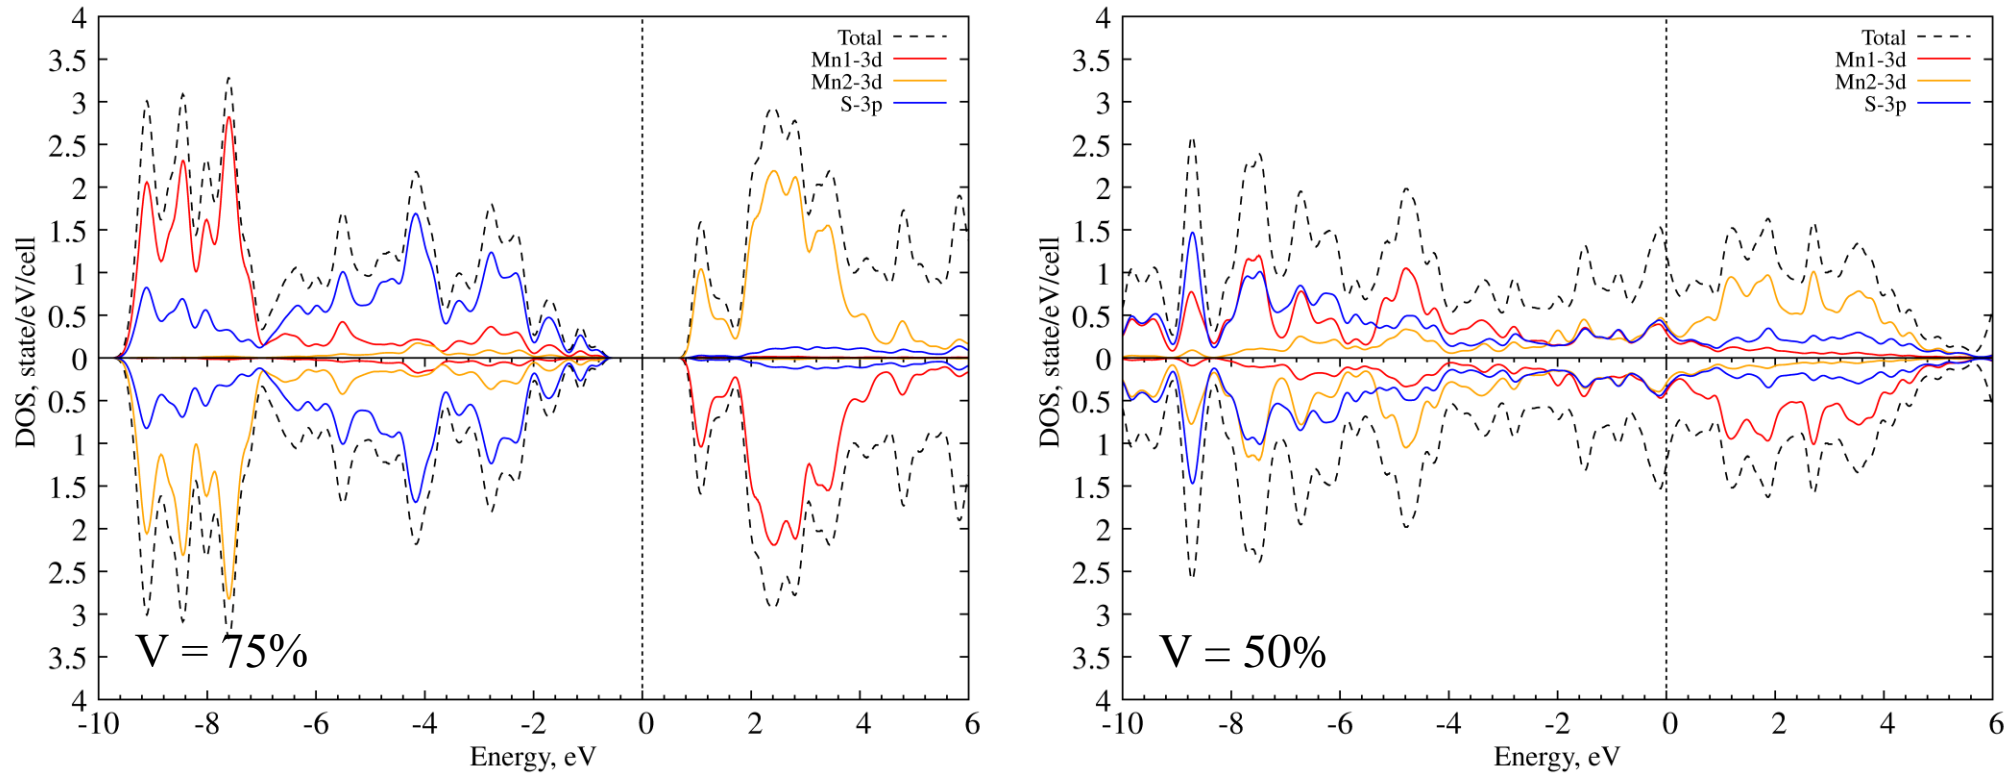 4
3.5
3
2.5
2
1.5
1
0.5
0
0.5
1
1.5
2
2.5
3
3.5
4
DOS, state/eV/cell
Total
Mn1-3d
Mn2-3d
S-3p
V = 75%
-10 -8 -6 -4 -2 0 2 4 6
Energy, eV
4
3.5
3
2.5
2
1.5
1
0.5
0
0.5
1
1.5
2
2.5
3
3.5
4
DOS, state/eV/cell
Total
Mn1-3d
Mn2-3d
S-3p
V = 50%
-10 -8 -6 -4 -2 0 2 4 6
Energy, eV